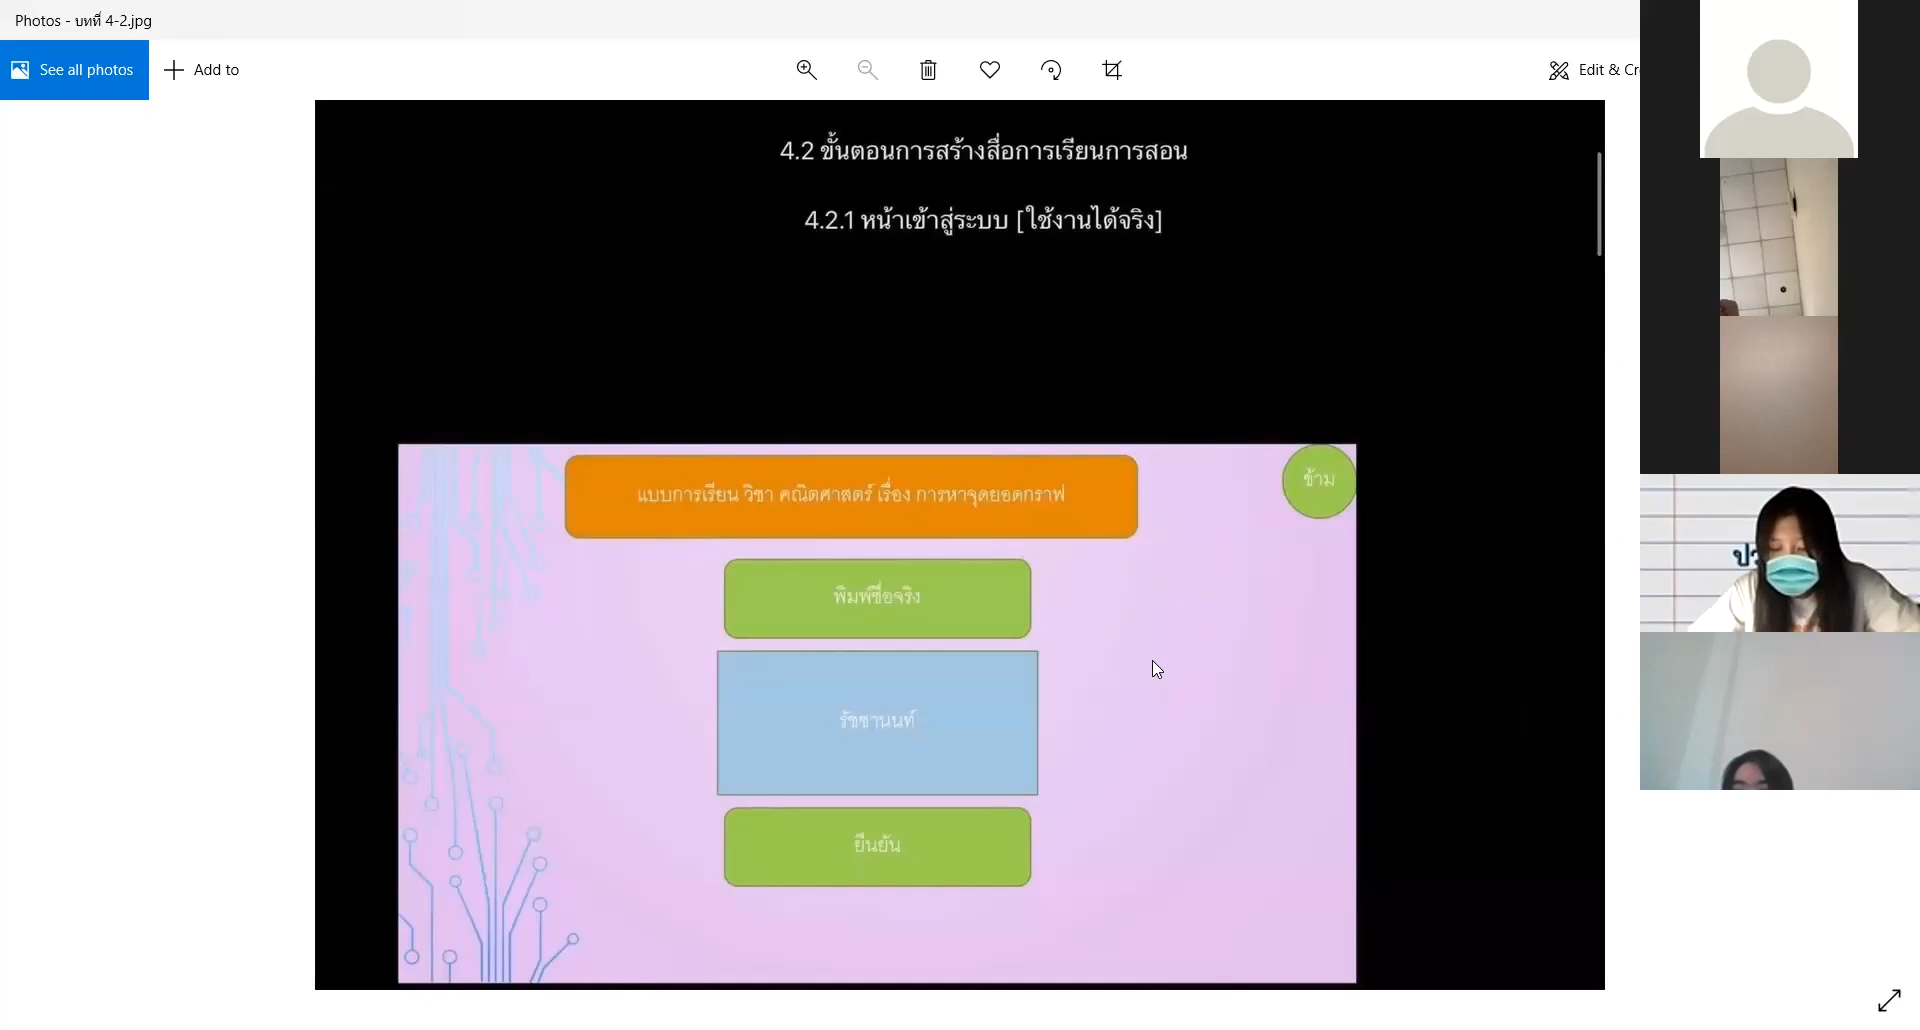 Photos - บทที่ 4-2.jpg
See all photos
Add to
Edit & Cr
4.2 ขั้นตอนการสร้างสื่อการเรียนการสอน
4.2.1 หน้าเข้าสู่ระบบ [ใช้งานได้จริง]
แบบการเรียน วิชา คณิตศาสตร์ เรื่อง การหาจุดยอดกราฟ
ข้าม
พิมพ์ชื่อจริง
รัชชานนท์
ยืนยัน